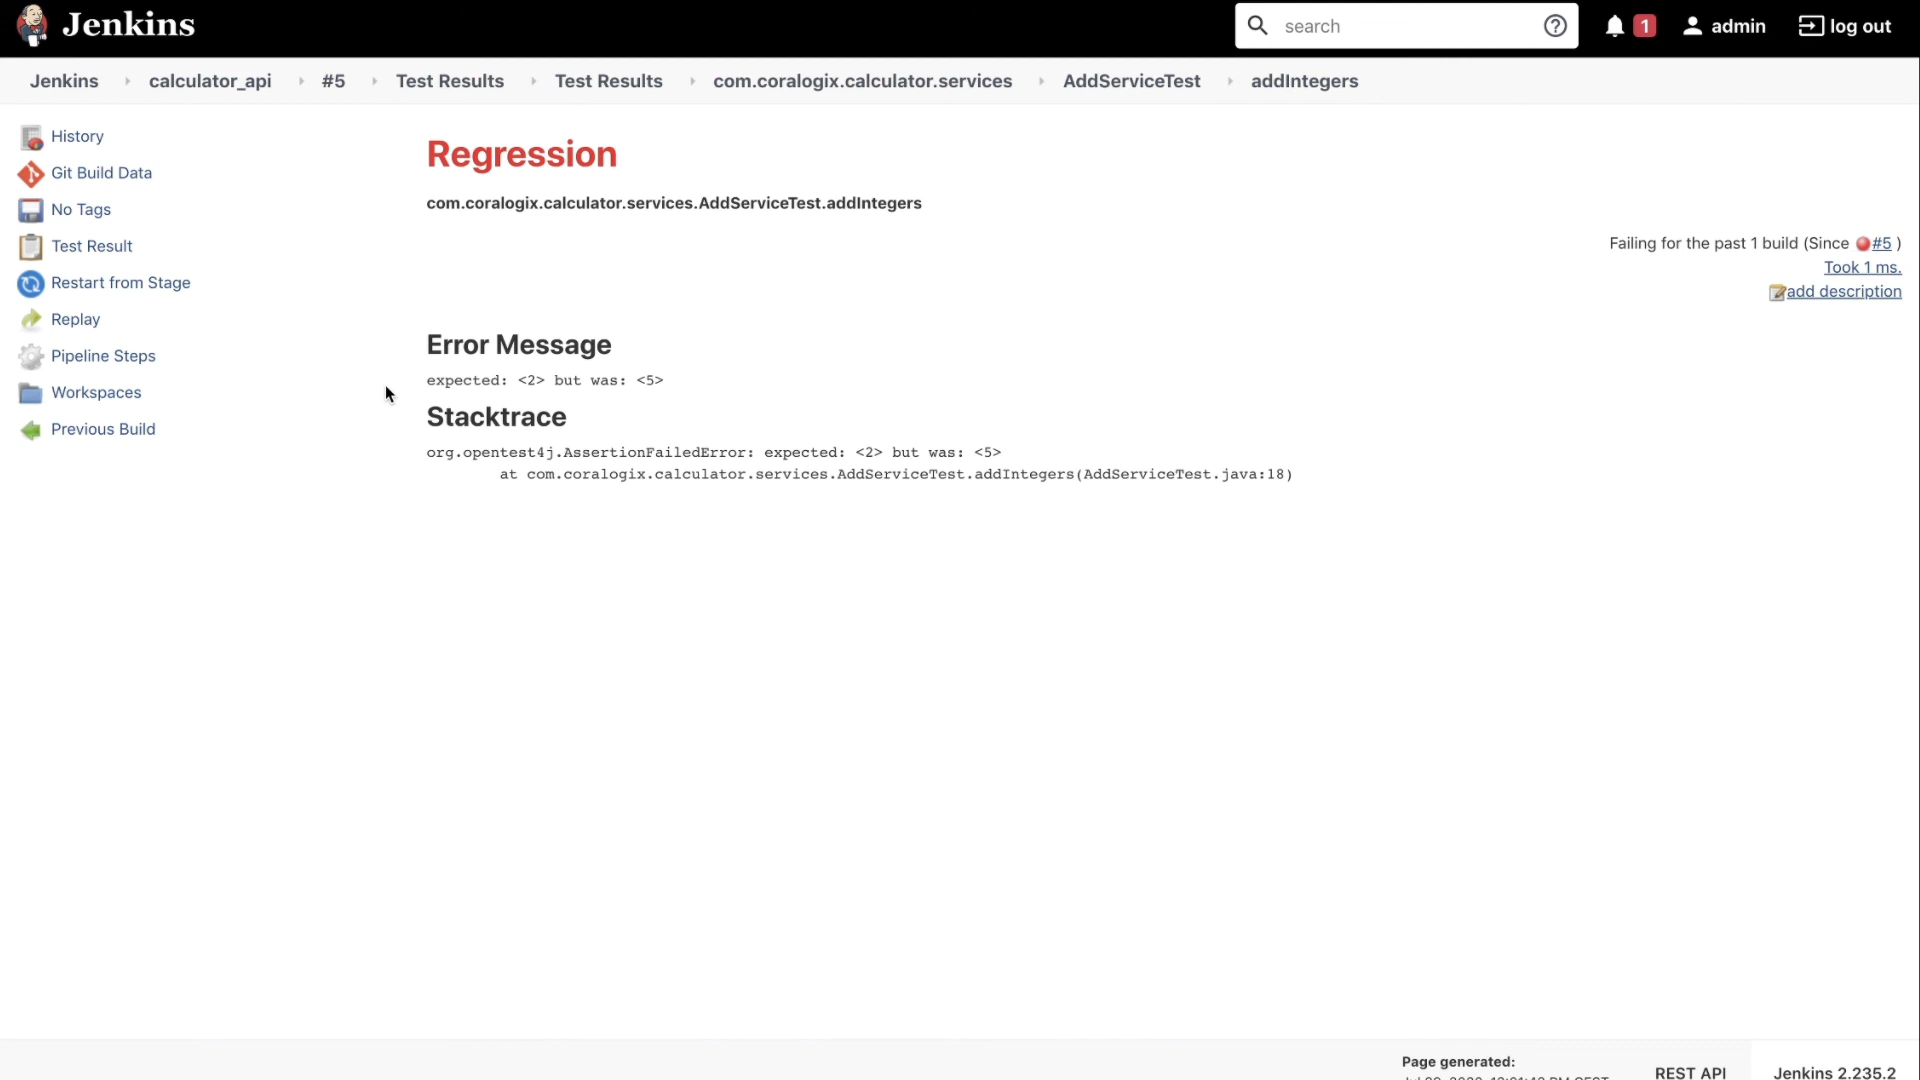 Jenkins
search
1
admin
log out
Jenkins calculator_api #5 Test Results Test Results com.coralogix.calculator.services AddServiceTest addIntegers
History
Git Build Data
No Tags
Test Result
Restart from Stage
Replay
Pipeline Steps
Workspaces
Previous Build
Regression
com.coralogix.calculator.services.AddServiceTest.addIntegers
Failing for the past 1 build (Since #5 )
Took 1 ms.
add description
Error Message
expected: <2> but was: <5>
Stacktrace
org.opentest4j.AssertionFailedError: expected: <2> but was: <5>
at com.coralogix.calculator.services.AddServiceTest.addIntegers(AddServiceTest.java:18)
Page generated:
REST API
Jenkins 2.235.2